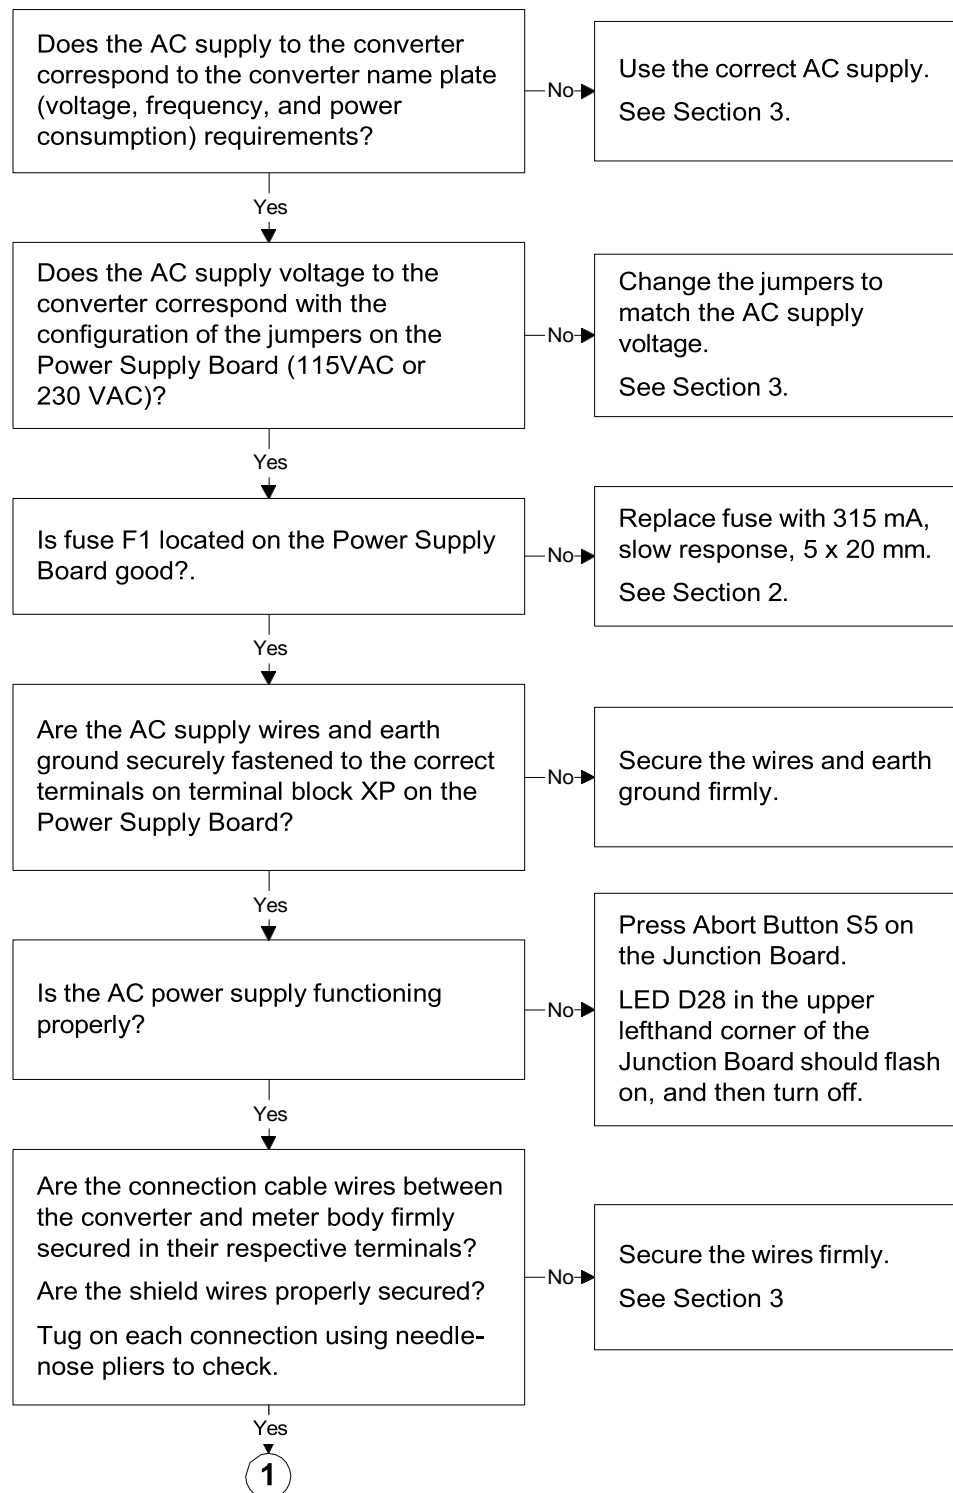 Does the AC supply to the converter
correspond to the converter name plate
(voltage, frequency, and power
consumption) requirements?
No
Use the correct AC supply.
See Section 3.
Yes
Does the AC supply voltage to the
converter correspond with the
configuration of the jumpers on the
Power Supply Board (115VAC or
230 VAC)?
No
Change the jumpers to
match the AC supply
voltage.
See Section 3.
Yes
Is fuse F1 located on the Power Supply
Board good?.
No
Replace fuse with 315 mA,
slow response, 5 x 20 mm.
See Section 2.
Yes
Are the AC supply wires and earth
ground securely fastened to the correct
terminals on terminal block XP on the
Power Supply Board?
No
Secure the wires and earth
ground firmly.
Yes
Is the AC power supply functioning
properly?
No
Press Abort Button S5 on
the Junction Board.
LED D28 in the upper
lefthand corner of the
Junction Board should flash
on, and then turn off.
Yes
Are the connection cable wires between
the converter and meter body firmly
secured in their respective terminals?
Are the shield wires properly secured?
Tug on each connection using needle-
nose pliers to check.
No
Secure the wires firmly.
See Section 3
Yes
1